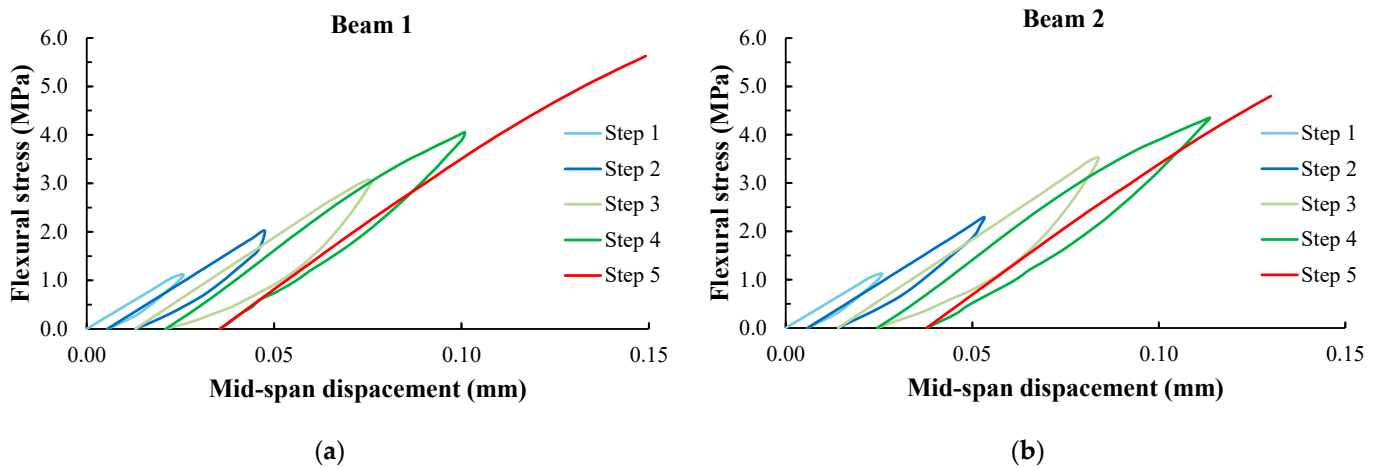 Beam 1
Flexural stress (MPa)
6.0
5.0
4.0
3.0
2.0
1.0
0.0
0.00
0.05
0.10
0.15
Mid-span dispacement (mm)
Step 1
Step 2
Step 3
Step 4
Step 5
(a)
Beam 2
Flexural stress (MPa)
6.0
5.0
4.0
3.0
2.0
1.0
0.0
0.00
0.05
0.10
0.15
Mid-span dispacement (mm)
Step 1
Step 2
Step 3
Step 4
Step 5
(b)